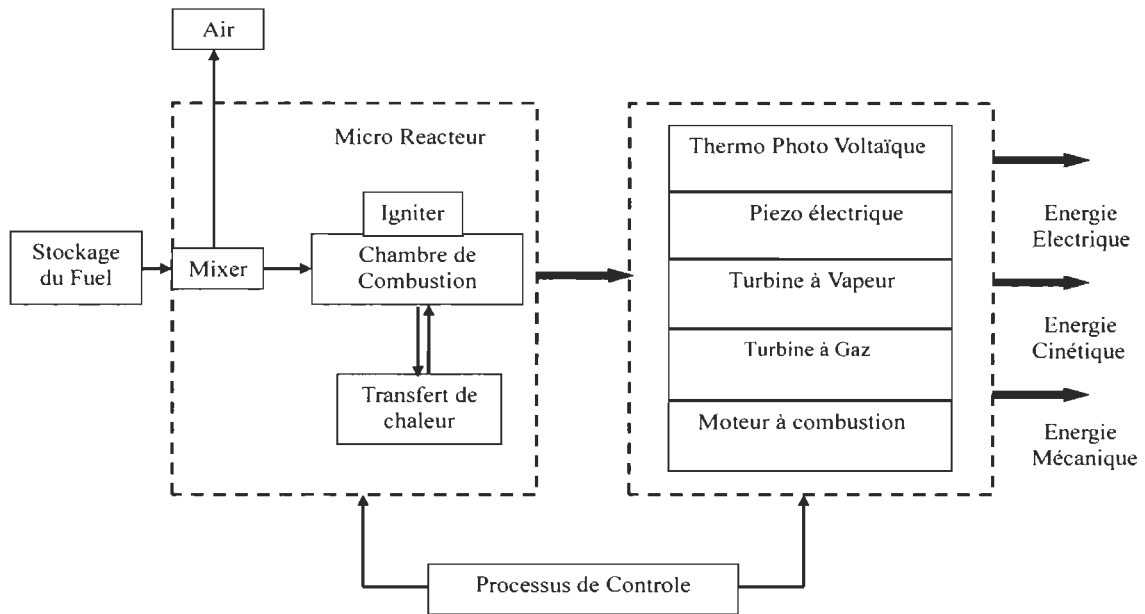 Air
Micro Reacteur
Igniter
Stockage
du Fuel
Mixer
Chambre de
Combustion
Transfert de
chaleur
Thermo Photo Voltaïque
Piezo électrique
Turbine à Vapeur
Turbine à Gaz
Moteur à combustion
Energie
Electrique
Energie
Cinétique
Energie
Mécanique
Processus de Controle